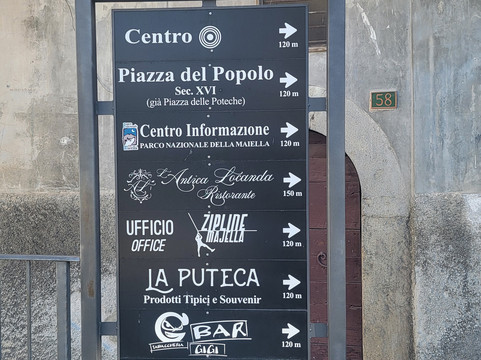 Centro
120 m
Piazza del Popolo
Sec. XVI
(già Piazza delle Poteche)
120 m
Centro Informazione
PARCO NAZIONALE DELLA MAIELLA
120 m
L'Antica Locanda
Ristorante
150 m
UFFICIO
OFFICE
ZIPLINE
MAJELLA
120 m
LA PUTECA
Prodotti Tipici e Souvenir
120 m
BAR
GIGI
120 m
58